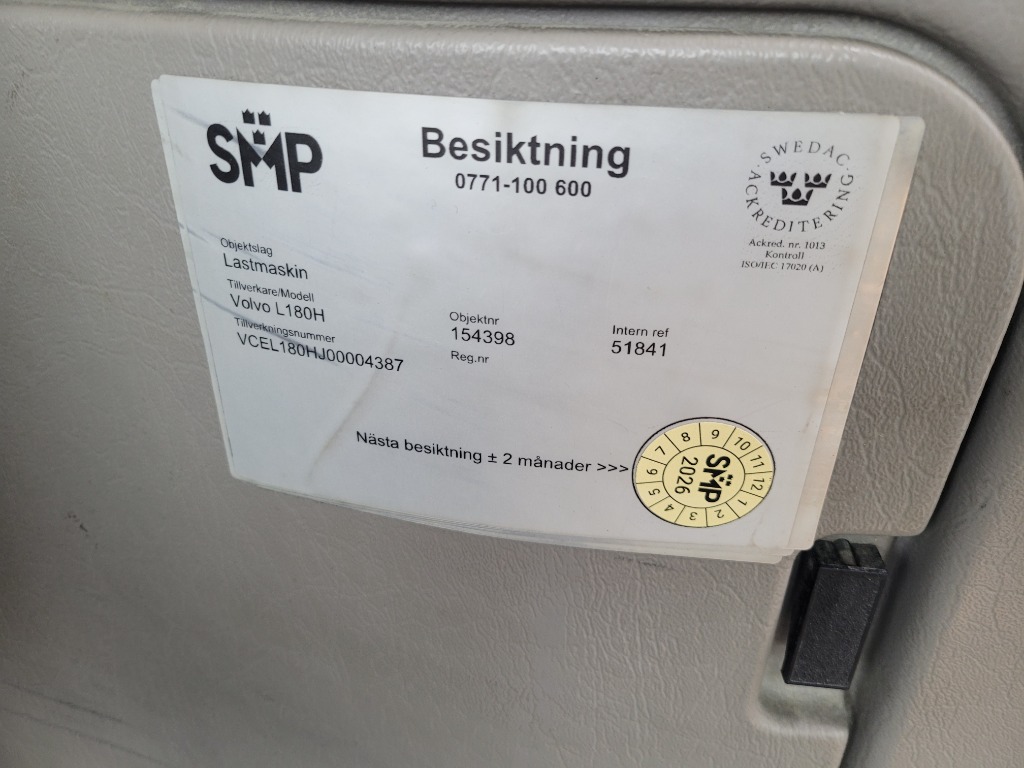 SMP
Besiktning
0771-100 600
SWEDAC
ACKREDITERING
Ackred. nr. 1013
Kontroll
ISO/IEC 17020 (A)
Objektslag
Lastmaskin
Tillverkare/Modell
Volvo L180H
Tillverkningsnummer
VCEL180HJ00004387
Objektnr
154398
Reg.nr
Intern ref
51841
Nästa besiktning ± 2 månader >>>
1 2 3 4 5 6 7 8 9 10 11 12
SMP
2026